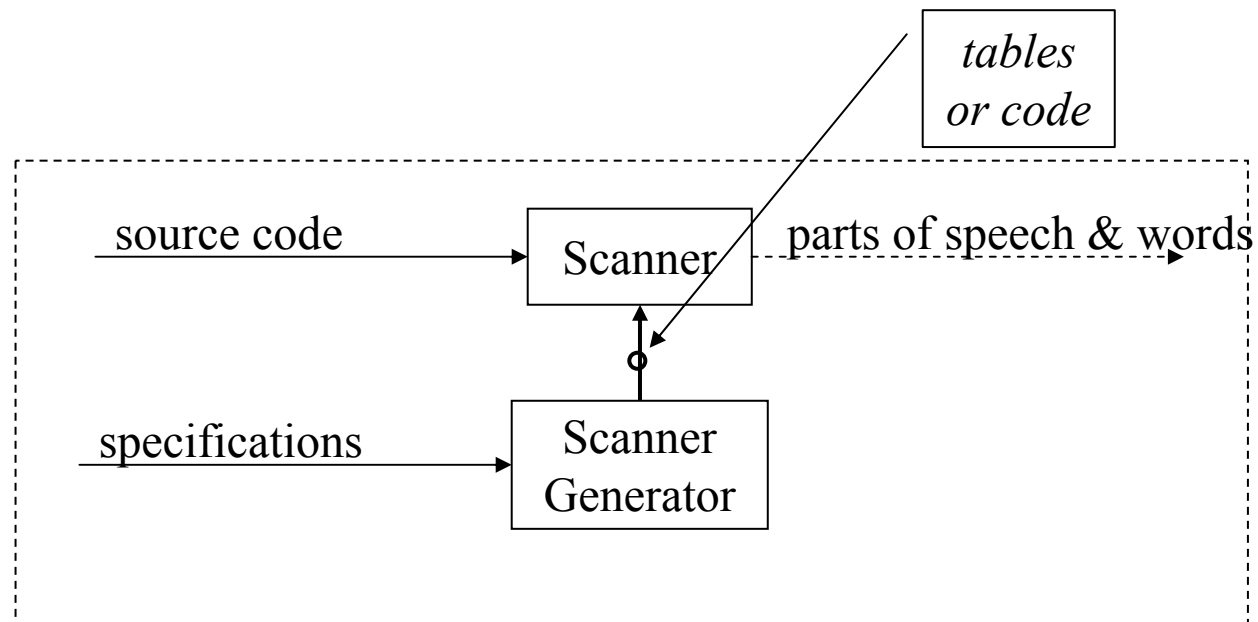 tables
or code
source code
Scanner
parts of speech & words
specifications
Scanner
Generator